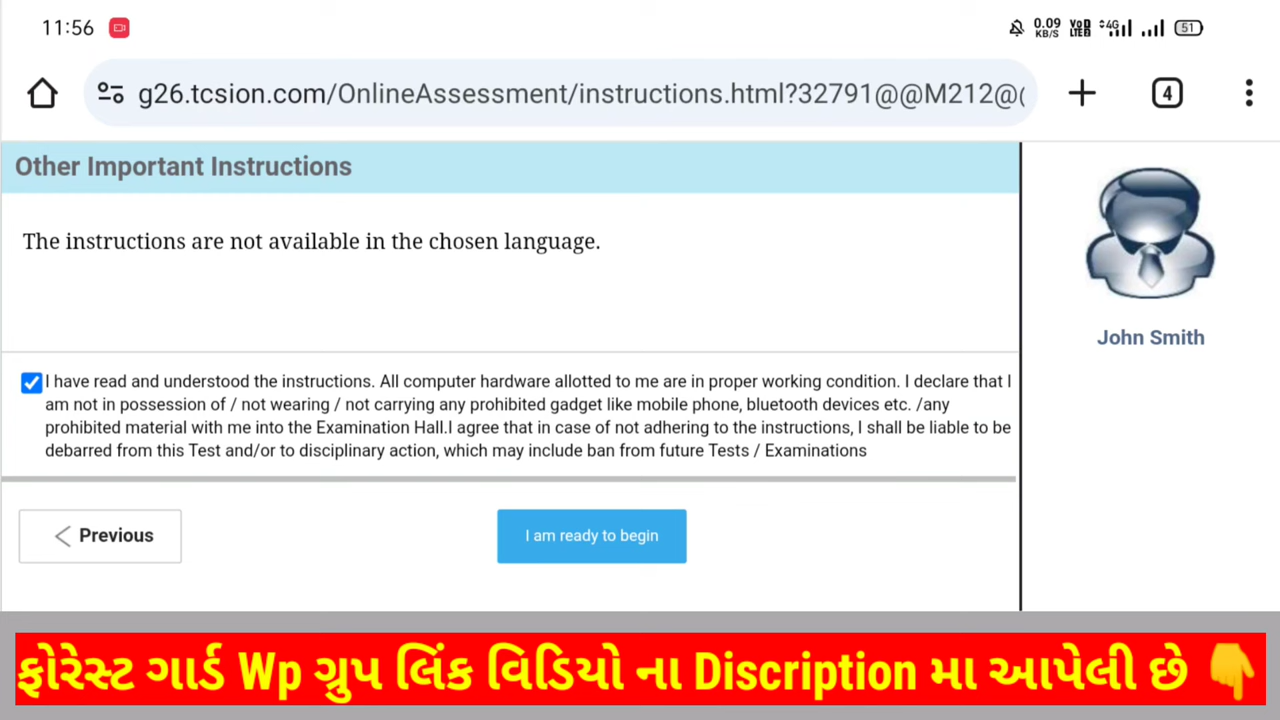 11:56
0.09 KB/S VoD LTE2 4G 51
g26.tcsion.com/OnlineAssessment/instructions.html?32791@@M212@
4
Other Important Instructions
The instructions are not available in the chosen language.
John Smith
I have read and understood the instructions. All computer hardware allotted to me are in proper working condition. I declare that I
am not in possession of / not wearing / not carrying any prohibited gadget like mobile phone, bluetooth devices etc. /any
prohibited material with me into the Examination Hall.I agree that in case of not adhering to the instructions, I shall be liable to be
debarred from this Test and/or to disciplinary action, which may include ban from future Tests / Examinations
Previous
I am ready to begin
ફોરેસ્ટ ગાર્ડ Wp ગ્રુપ લિંક વિડિયો ના Discription મા આપેલી છે